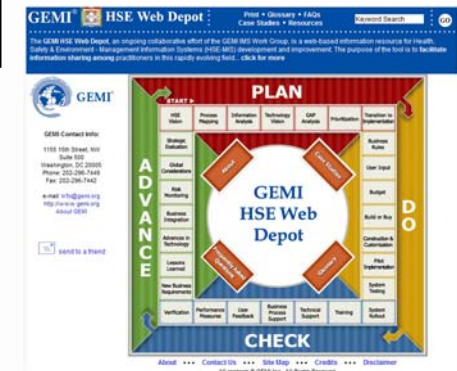 GEMI® HSE Web Depot
Print • Glossary • FAQs
Case Studies • Resources
Keyword Search
GO
The GEMI HSE Web Depot, an ongoing collaborative effort of the GEMI IMS Work Group, is a web-based information resource for Health,
Safety & Environment - Management Information Systems (HSE-MIS) development and improvement. The purpose of the tool is to facilitate
information sharing among practitioners in this rapidly evolving field... click for more
GEMI®
GEMI Contact Info:
1155 15th Street, NW
Suite 500
Washington, DC 20005
Phone: 202-296-7449
Fax: 202-296-7442
e-mail: info@gemi.org
http://www.gemi.org
About GEMI
send to a friend
PLAN
START
HSE Vision
Process Mapping
Information Analysis
Technology Vision
GAP Analysis
Prioritization
Transition to Implementation
DO
Business Rules
User Input
Budget
Build or Buy
Construction & Customization
Pilot Implementation
System Testing
System Rollout
Training
Technical Support
Business Process Support
User Feedback
Performance Measures
Verification
CHECK
ADVANCE
New Business Requirements
Lessons Learned
Advances in Technology
Business Integration
Risk Monitoring
Global Considerations
Strategic Evaluation
About
Case Studies
GEMI
HSE Web
Depot
Frequently Asked Questions
Glossary
About ••• Contact Us ••• Site Map ••• Credits ••• Disclaimer